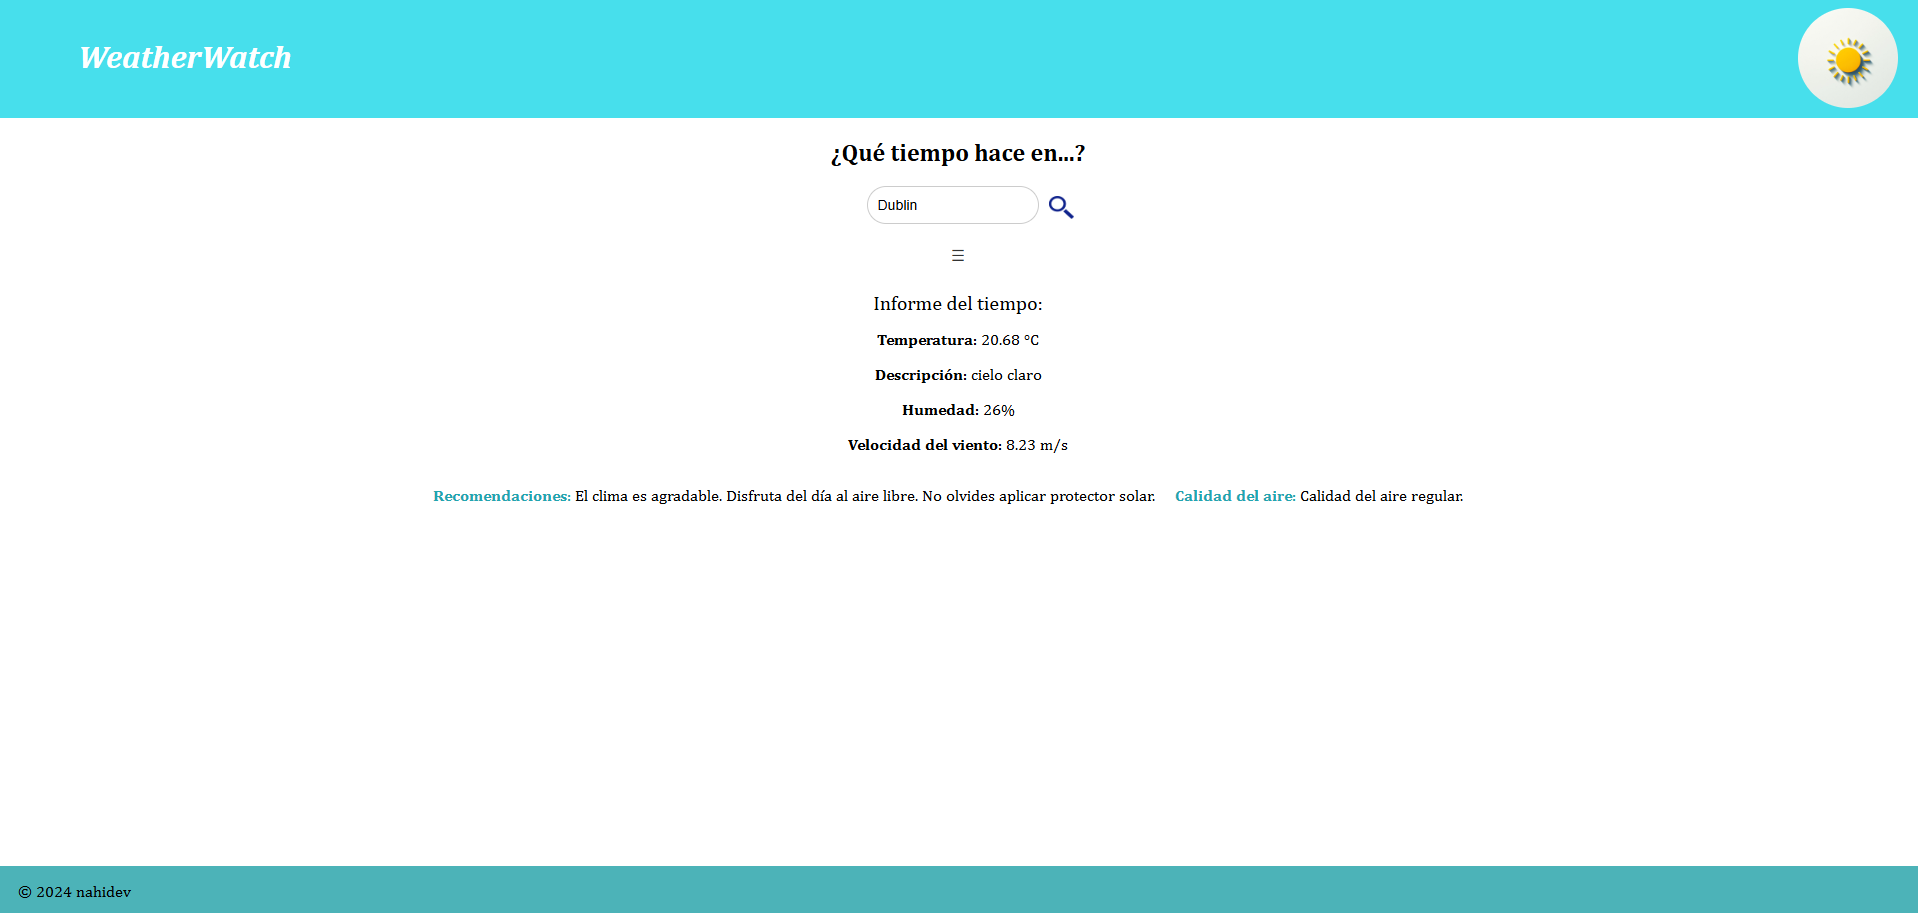 WeatherWatch
¿Qué tiempo hace en...?
Dublin
☰
Informe del tiempo:
Temperatura: 20.68 °C
Descripción: cielo claro
Humedad: 26%
Velocidad del viento: 8.23 m/s
Recomendaciones: El clima es agradable. Disfruta del día al aire libre. No olvides aplicar protector solar. Calidad del aire: Calidad del aire regular.
© 2024 nahidev